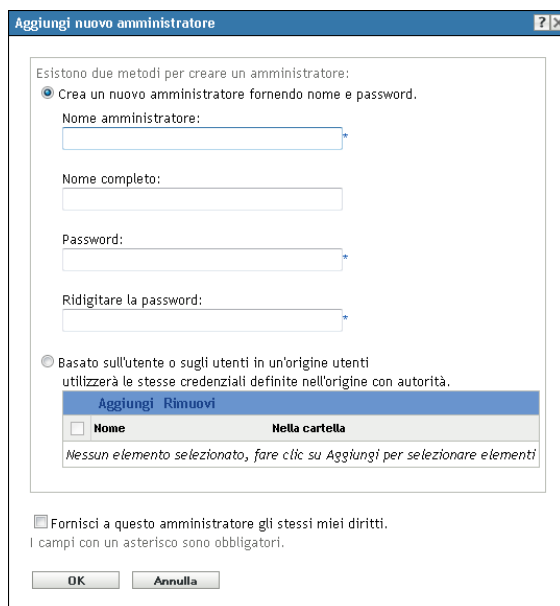 Aggiungi nuovo amministratore
Esistono due metodi per creare un amministratore:
Crea un nuovo amministratore fornendo nome e password.
Nome amministratore:
*
Nome completo:
Password:
*
Ridigitare la password:
*
Basato sull'utente o sugli utenti in un'origine utenti
utilizzerà le stesse credenziali definite nell'origine con autorità.
Aggiungi Rimuovi
Nome Nella cartella
Nessun elemento selezionato, fare clic su Aggiungi per selezionare elementi
Fornisci a questo amministratore gli stessi miei diritti.
I campi con un asterisco sono obbligatori.
OK Annulla